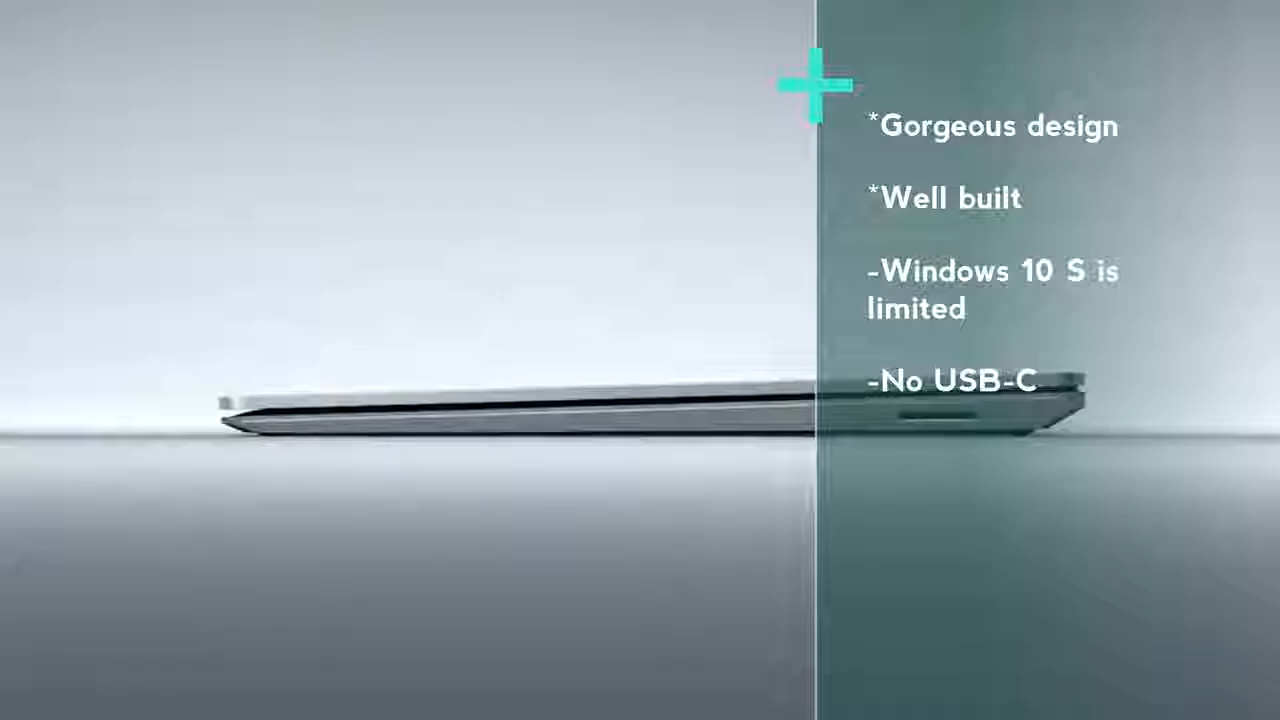 *Gorgeous design
*Well built
-Windows 10 S is
limited
-No USB-C